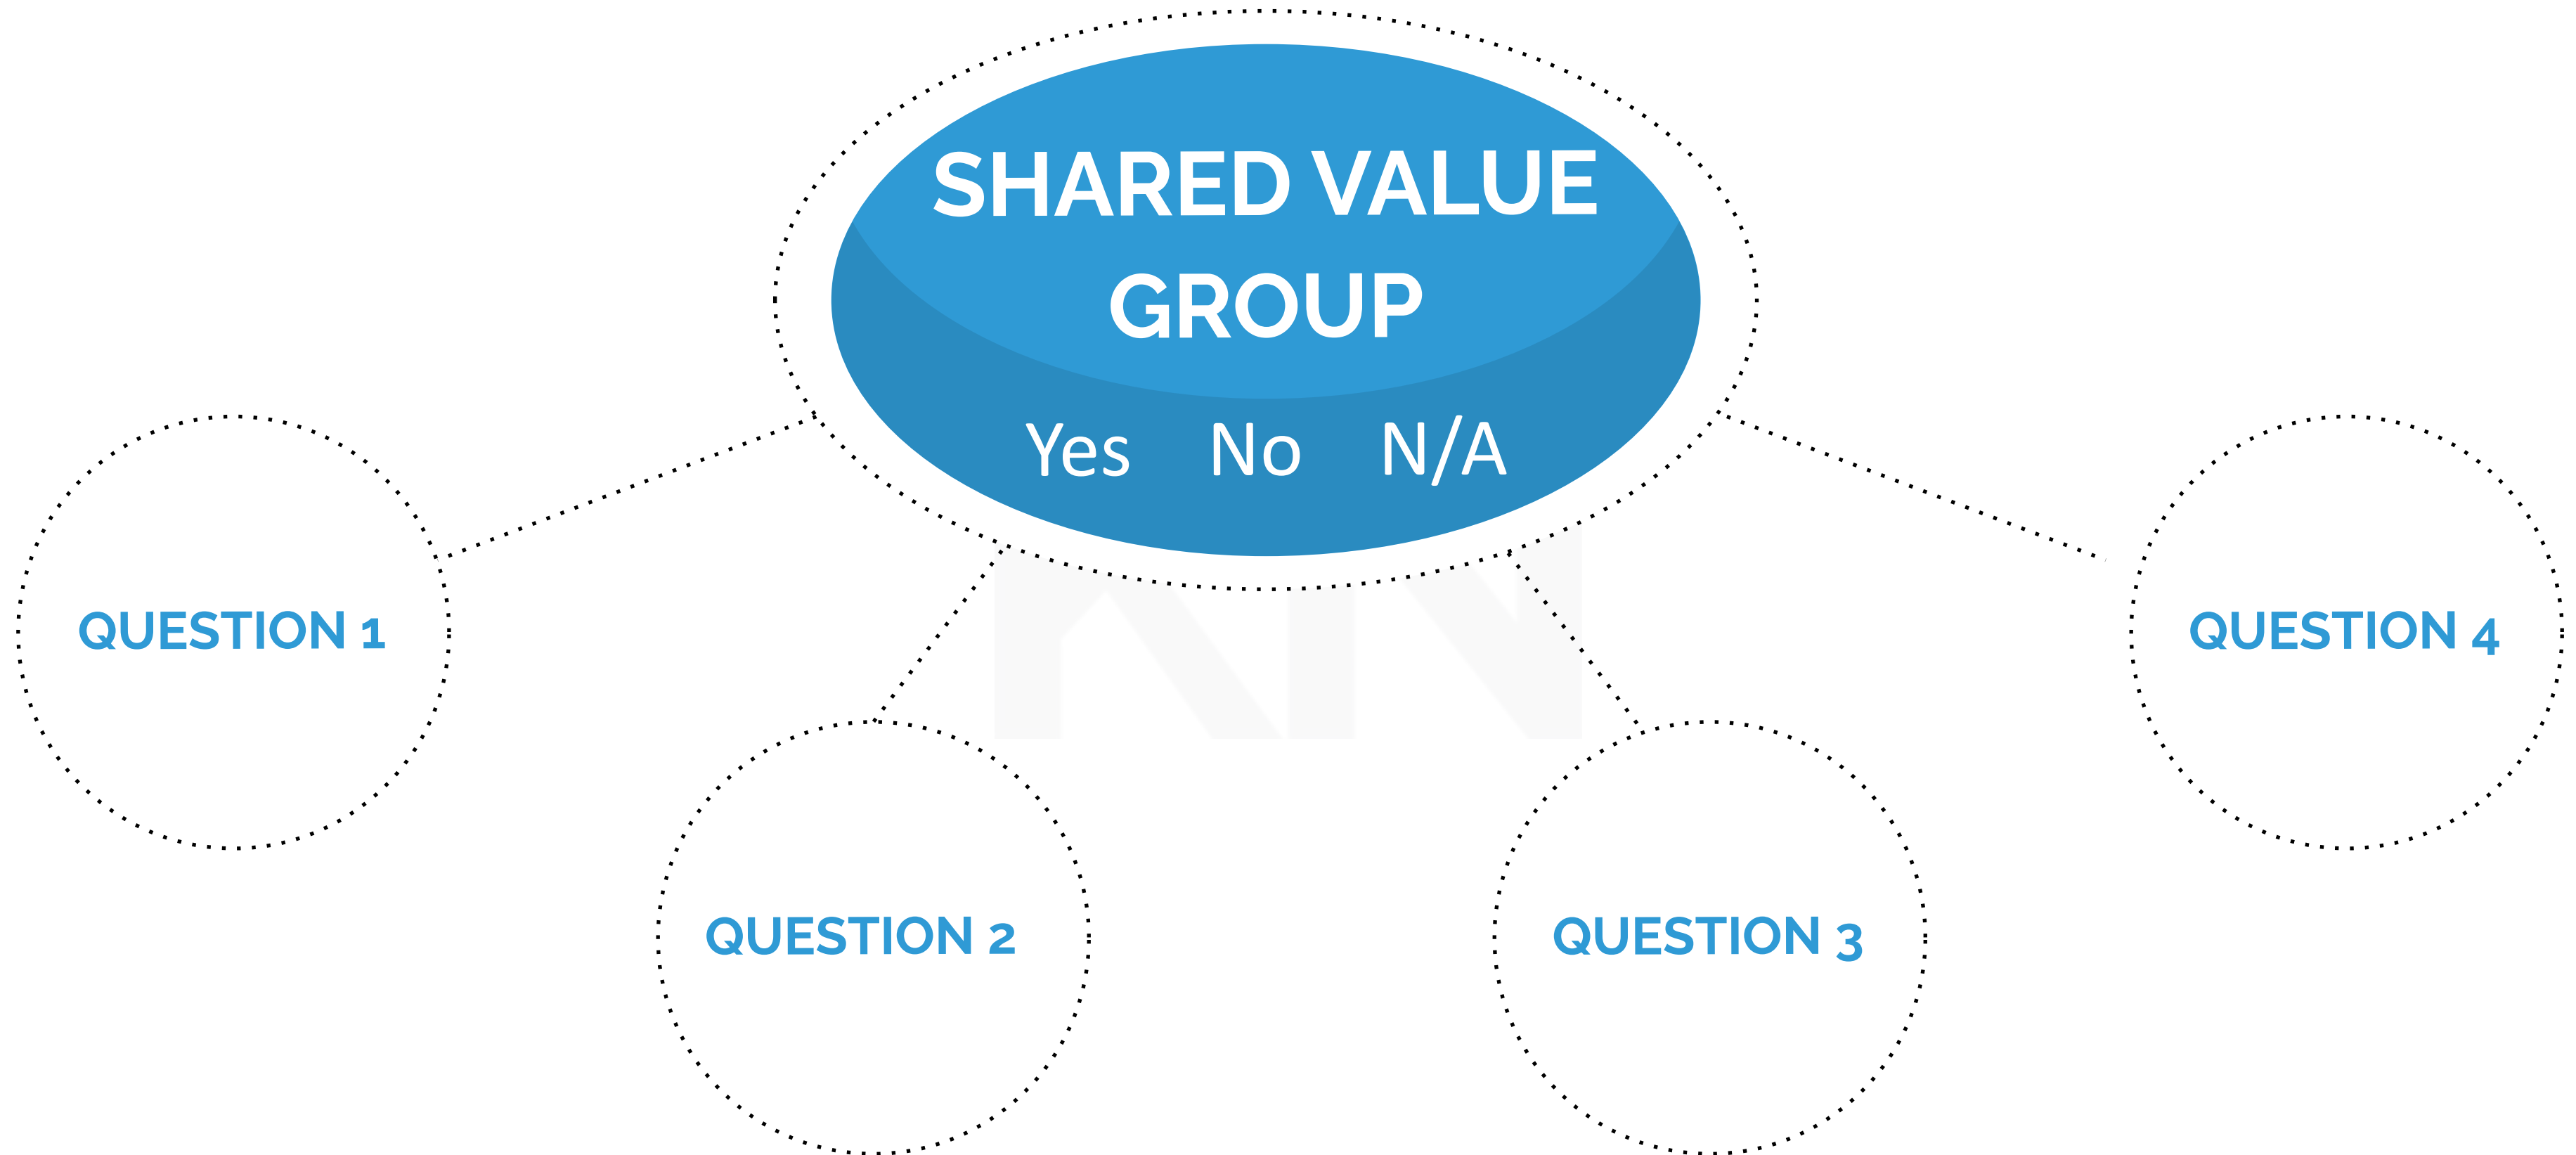 SHARED VALUE
GROUP
Yes No N/A
QUESTION 1
QUESTION 4
QUESTION 2
QUESTION 3